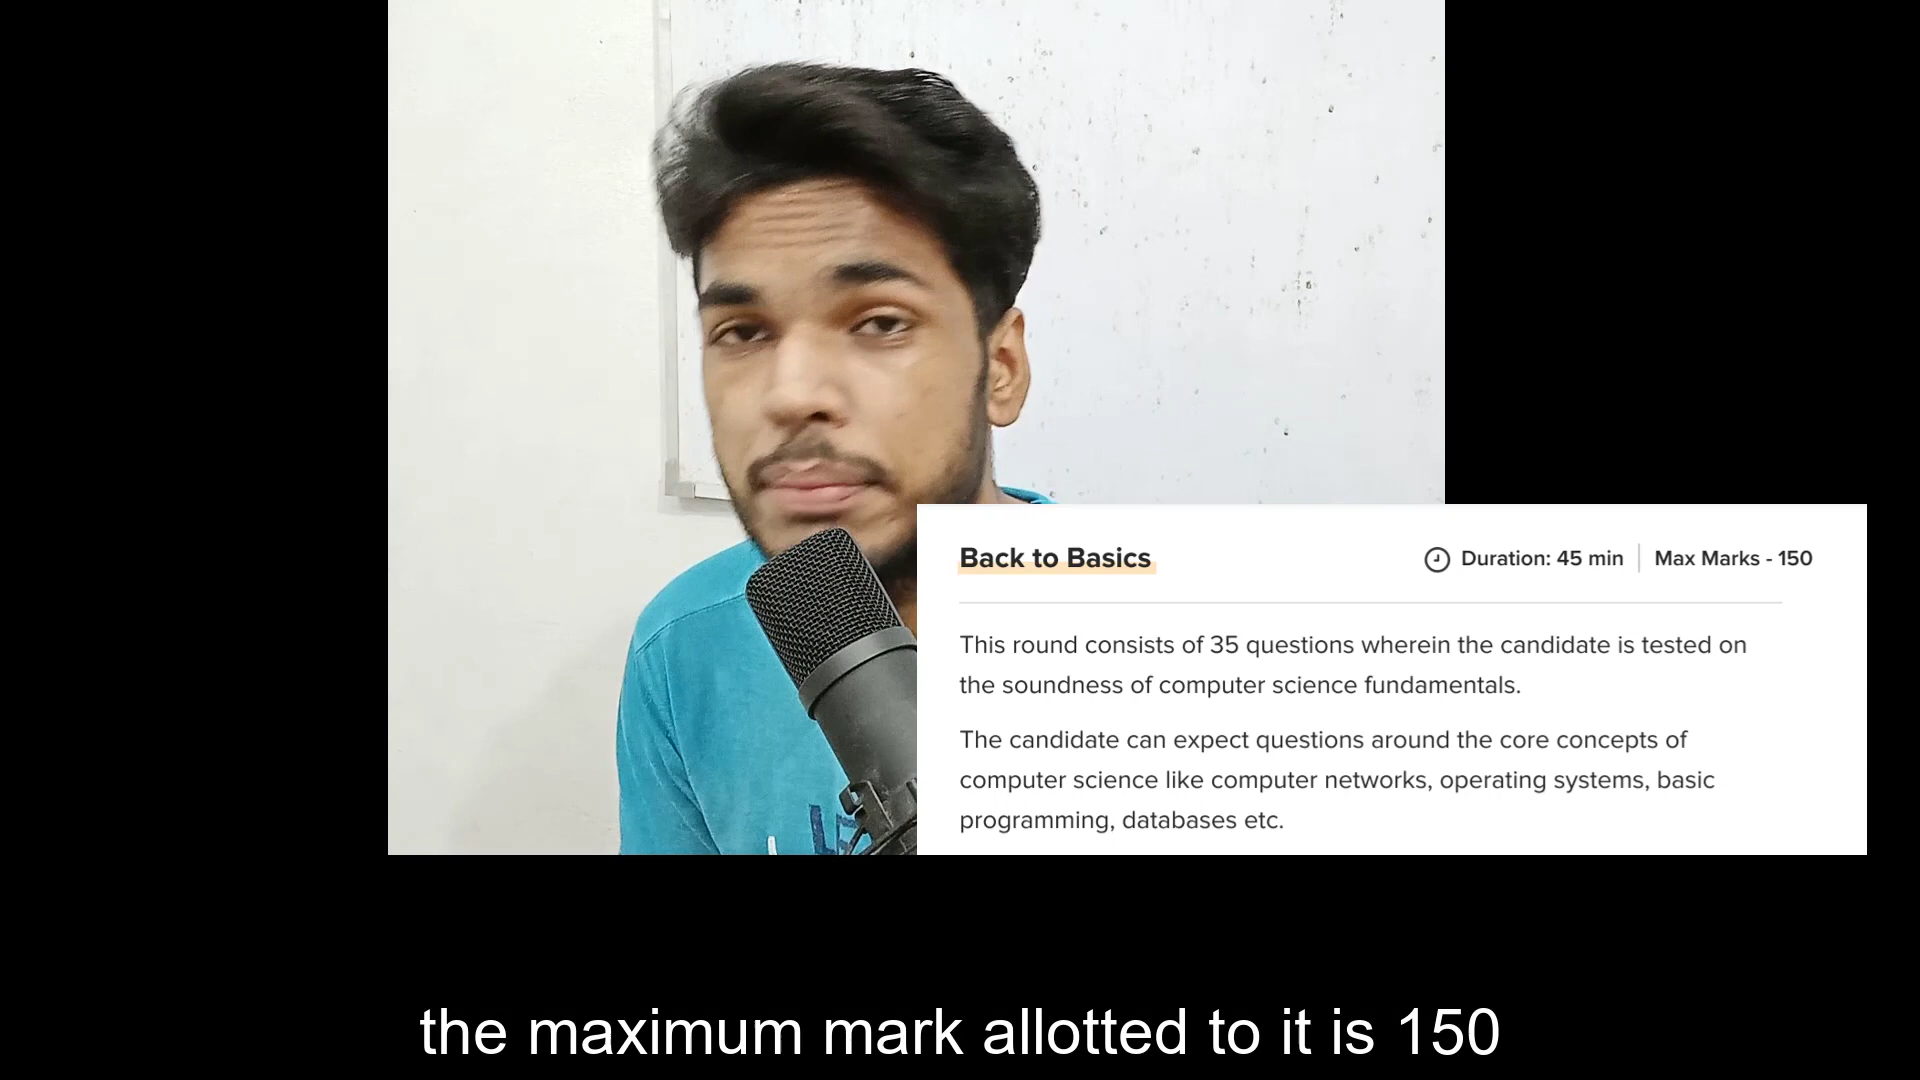 Back to Basics
Duration: 45 min
Max Marks - 150
This round consists of 35 questions wherein the candidate is tested on
the soundness of computer science fundamentals.
The candidate can expect questions around the core concepts of
computer science like computer networks, operating systems, basic
programming, databases etc.
the maximum mark allotted to it is 150